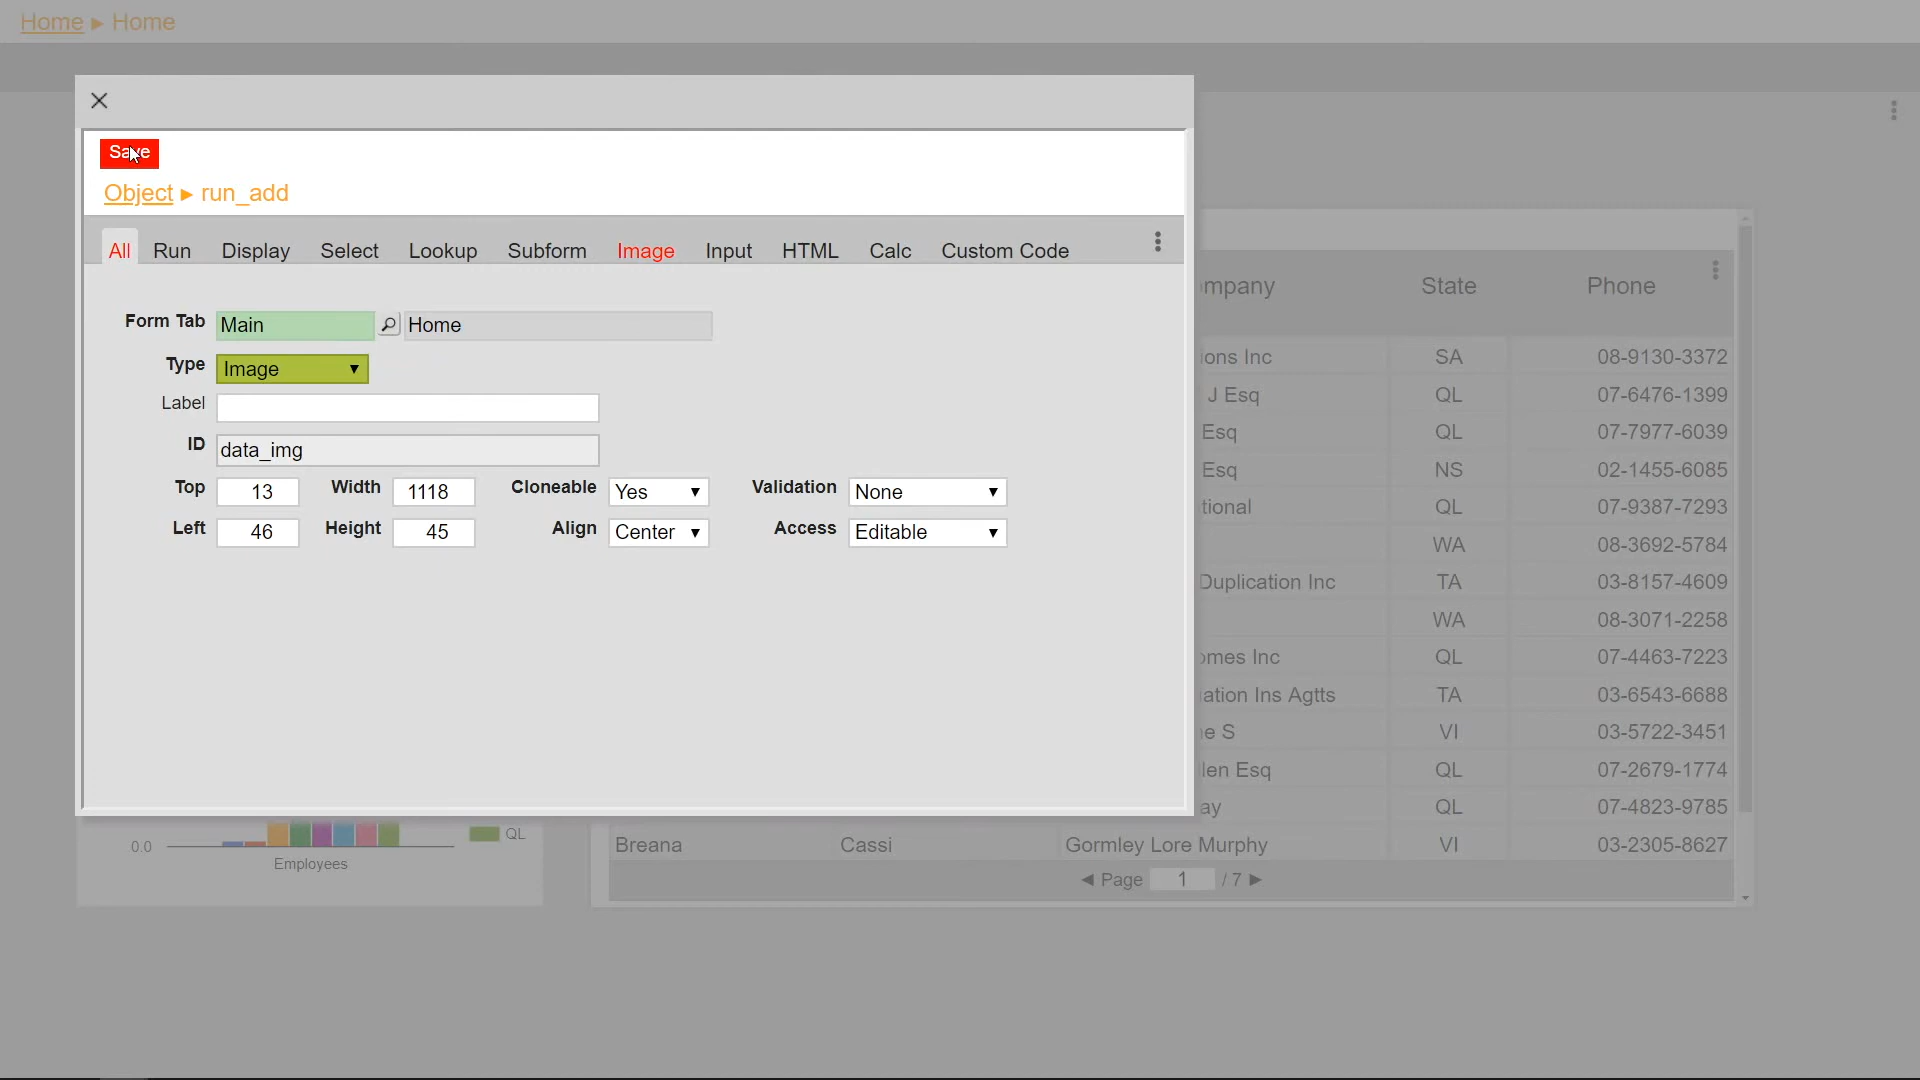 Home ▸ Home
Save
Object ▸ run_add
All Run Display Select Lookup Subform Image Input HTML Calc Custom Code
Form Tab Main Home
Type Image
Label
ID data_img
Top 13 Width 1118 Cloneable Yes Validation None
Left 46 Height 45 Align Center Access Editable
mpany State Phone
ions Inc SA 08-9130-3372
J Esq QL 07-6476-1399
Esq QL 07-7977-6039
Esq NS 02-1455-6085
tional QL 07-9387-7293
WA 08-3692-5784
Duplication Inc TA 03-8157-4609
WA 08-3071-2258
omes Inc QL 07-4463-7223
iation Ins Agtts TA 03-6543-6688
ne S VI 03-5722-3451
llen Esq QL 07-2679-1774
ay QL 07-4823-9785
0.0 QL
Employees
Breana Cassi Gormley Lore Murphy VI 03-2305-8627
◀ Page 1 / 7 ▶